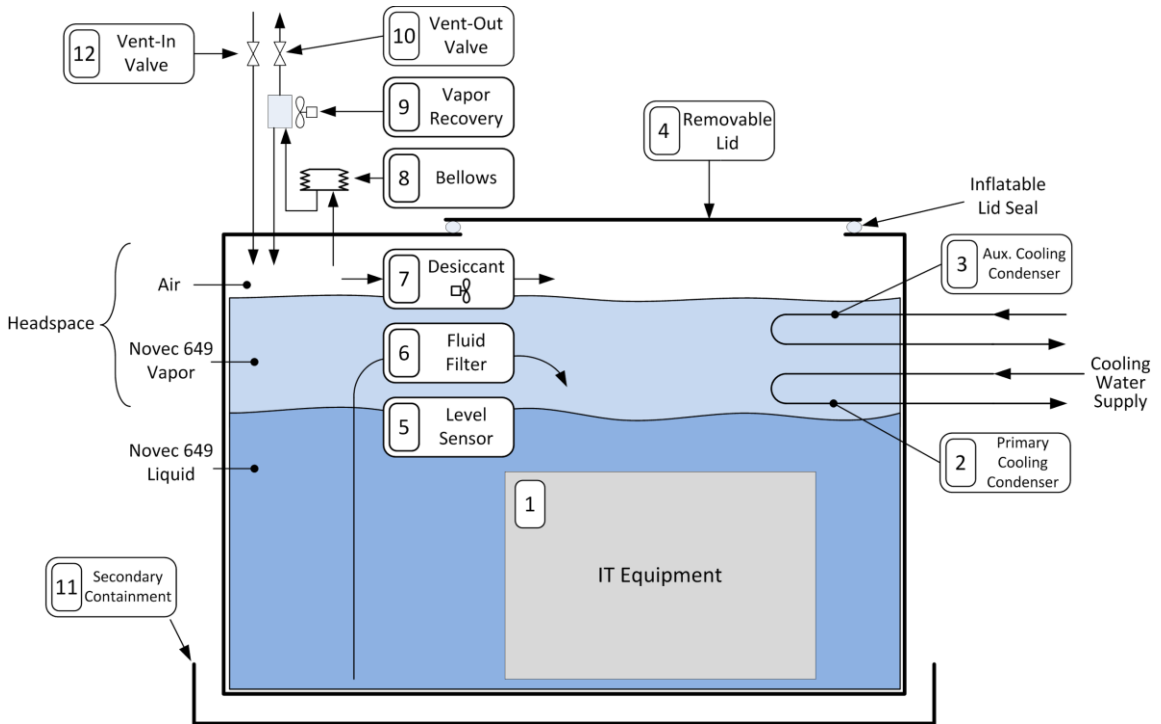 12
Vent-In
Valve
10
Vent-Out
Valve
9
Vapor
Recovery
8
Bellows
4
Removable
Lid
Inflatable
Lid Seal
Headspace
Air
7
Desiccant
3
Aux. Cooling
Condenser
Novec 649
Vapor
6
Fluid
Filter
Cooling
Water
Supply
5
Level
Sensor
2
Primary
Cooling
Condenser
Novec 649
Liquid
1
IT Equipment
11
Secondary
Containment